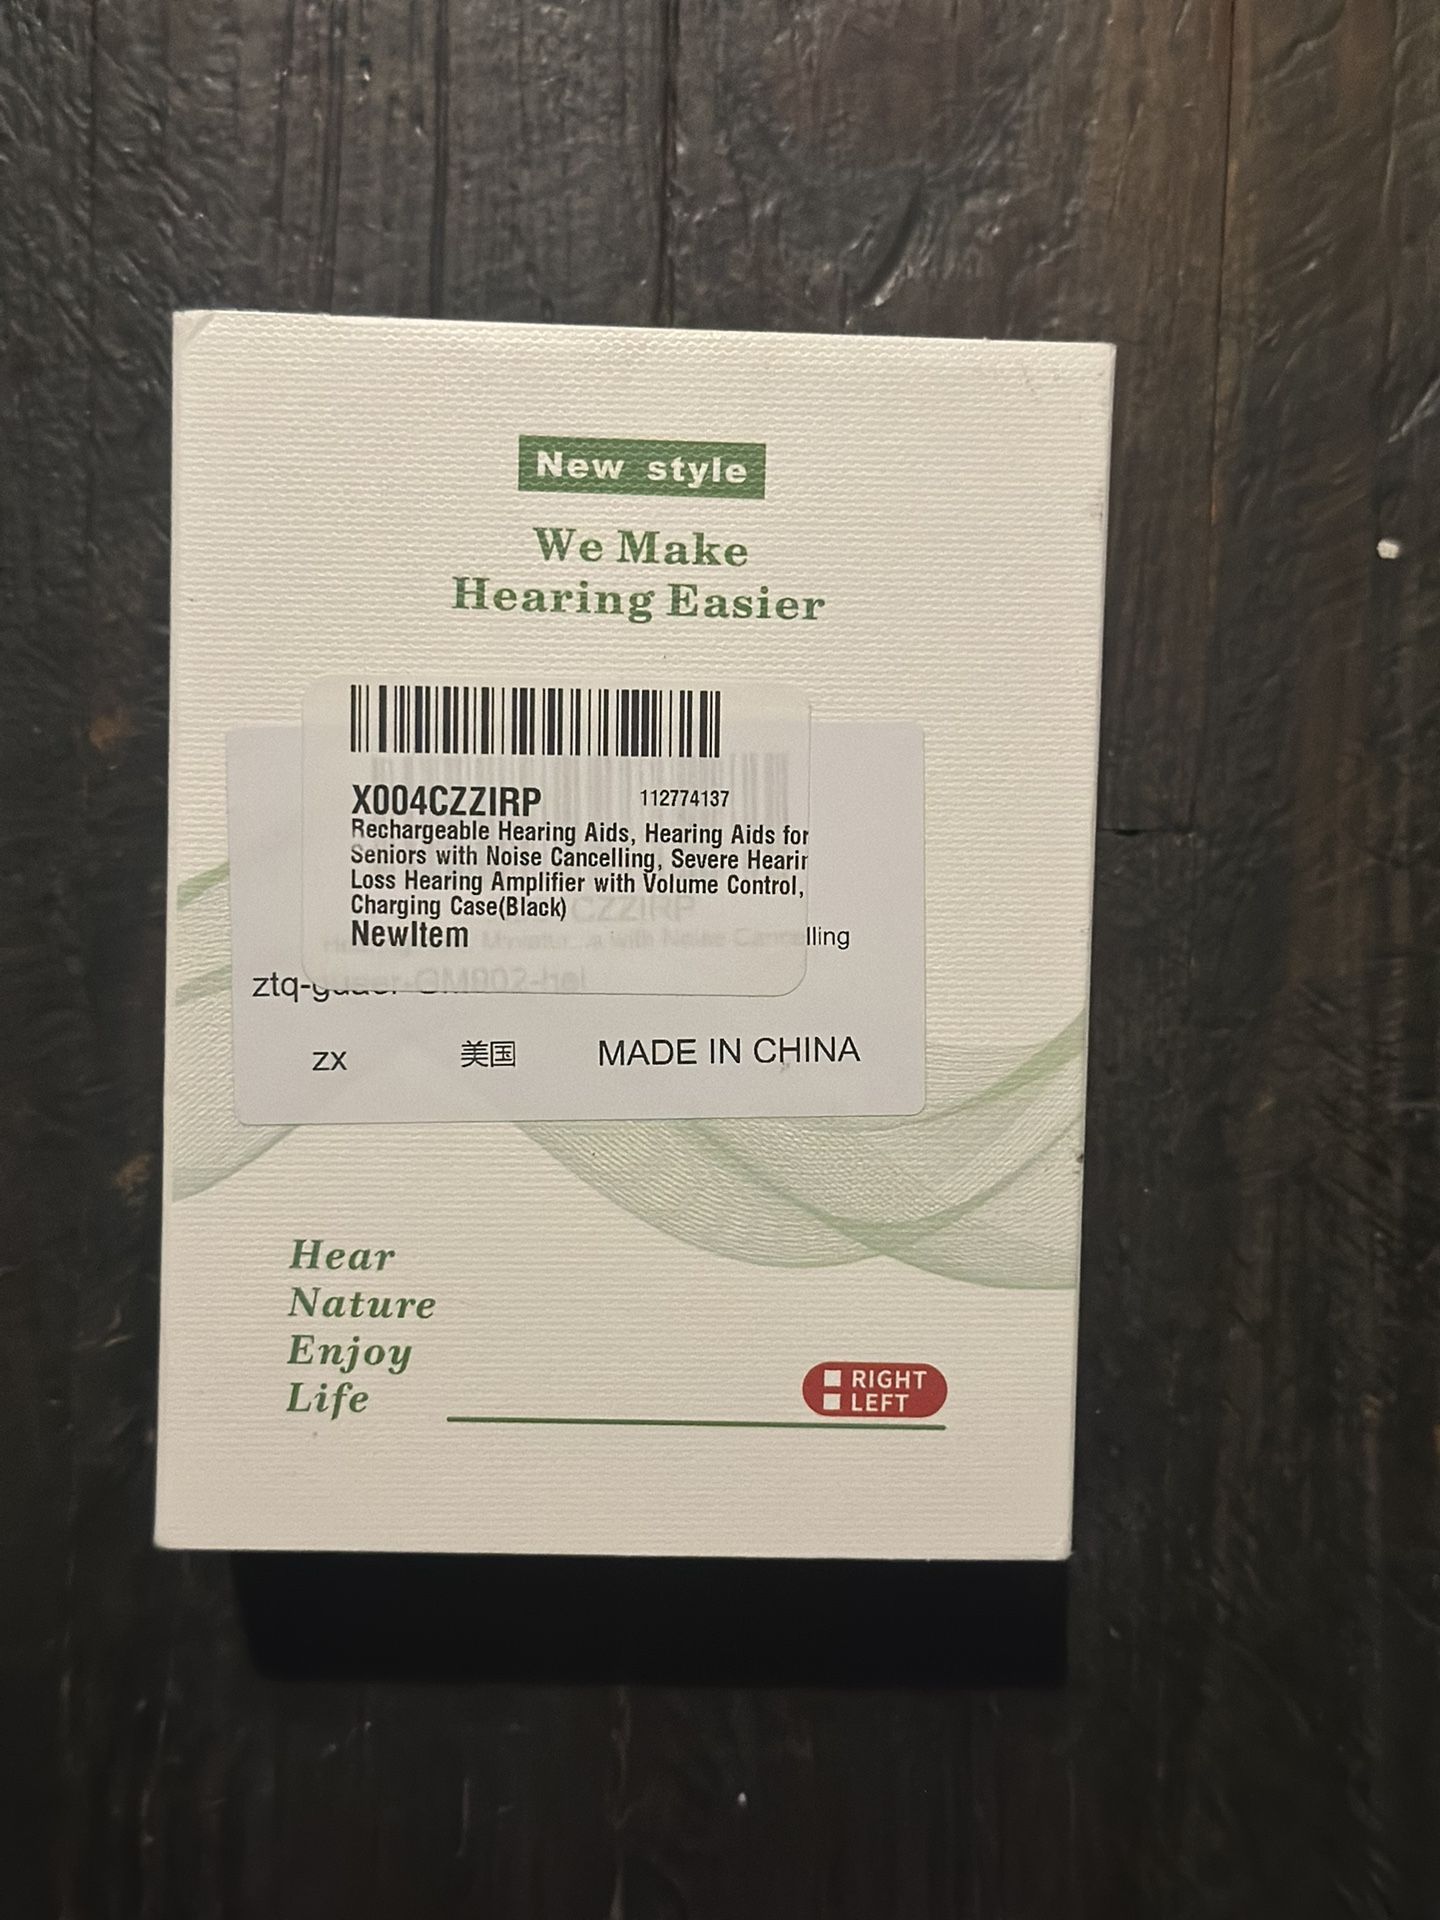 New style
We Make
Hearing Easier
X004CZZIRP 112774137
Rechargeable Hearing Aids, Hearing Aids for
Seniors with Noise Cancelling, Severe Hearin
Loss Hearing Amplifier with Volume Control,
Charging Case(Black)
NewItem
lling
zx 美国 MADE IN CHINA
Hear
Nature
Enjoy
Life
RIGHT
LEFT